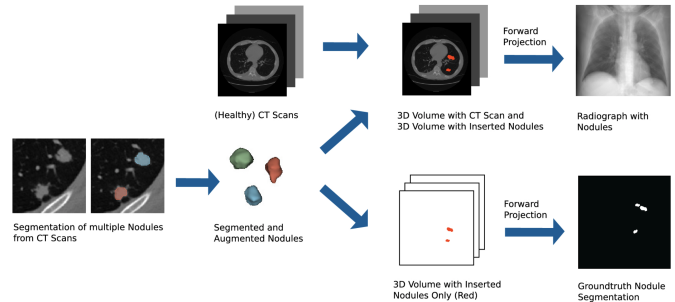 Forward
Projection
(Healthy) CT Scans
3D Volume with CT Scan and
3D Volume with Inserted Nodules
Radiograph with
Nodules
Segmentation of multiple Nodules
from CT Scans
Segmented and
Augmented Nodules
Forward
Projection
3D Volume with Inserted
Nodules Only (Red)
Groundtruth Nodule
Segmentation